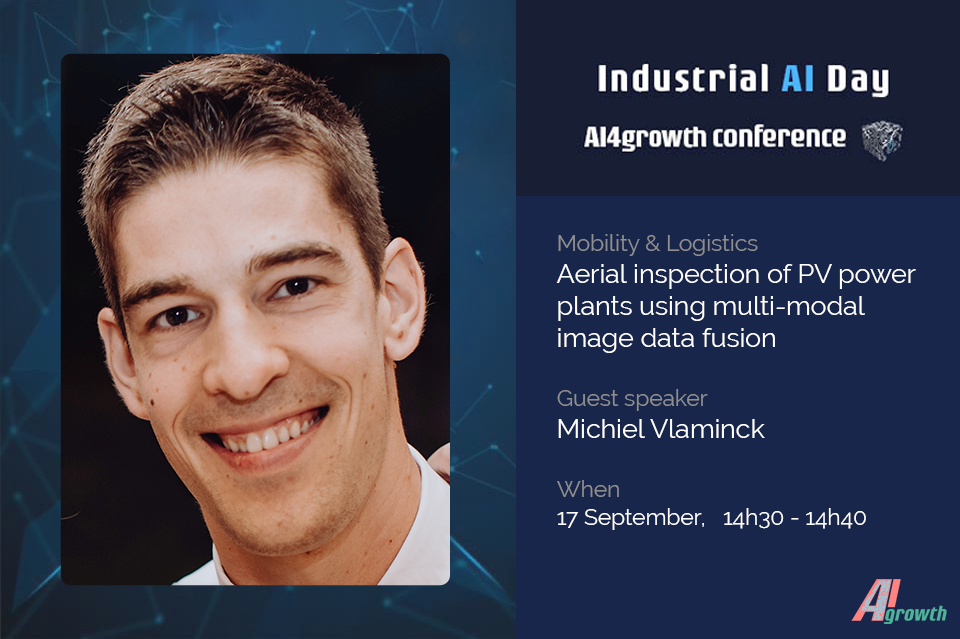 Industrial AI Day
AI4growth conference
Mobility & Logistics
Aerial inspection of PV power
plants using multi-modal
image data fusion
Guest speaker
Michiel Vlaminck
When
17 September, 14h30 - 14h40
AI
growth